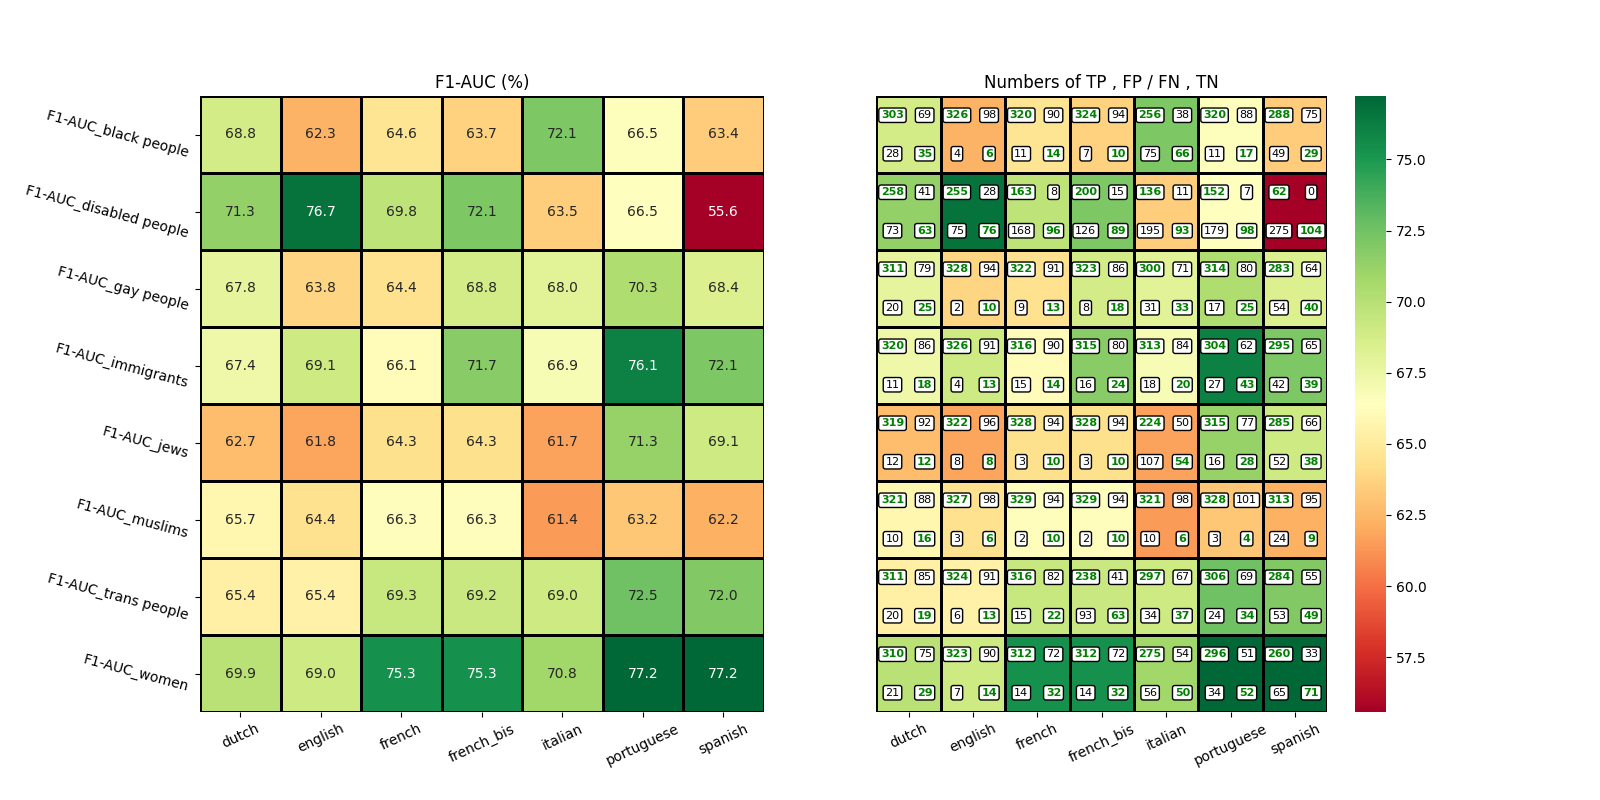 F1-AUC (%)
F1-AUC_black people 68.8 62.3 64.6 63.7 72.1 66.5 63.4
F1-AUC_disabled people 71.3 76.7 69.8 72.1 63.5 66.5 55.6
F1-AUC_gay people 67.8 63.8 64.4 68.8 68.0 70.3 68.4
F1-AUC_immigrants 67.4 69.1 66.1 71.7 66.9 76.1 72.1
F1-AUC_jews 62.7 61.8 64.3 64.3 61.7 71.3 69.1
F1-AUC_muslims 65.7 64.4 66.3 66.3 61.4 63.2 62.2
F1-AUC_trans people 65.4 65.4 69.3 69.2 69.0 72.5 72.0
F1-AUC_women 69.9 69.0 75.3 75.3 70.8 77.2 77.2
dutch english french french_bis italian portuguese spanish
Numbers of TP , FP / FN , TN
303 69 326 98 320 90 324 94 256 38 320 88 288 75
28 35 4 6 11 14 7 10 75 66 11 17 49 29
258 41 255 28 163 8 200 15 136 11 152 7 62 0
73 63 75 76 168 96 126 89 195 93 179 98 275 104
311 79 328 94 322 91 323 86 300 71 314 80 283 64
20 25 2 10 9 13 8 18 31 33 17 25 54 40
320 86 326 91 316 90 315 80 313 84 304 62 295 65
11 18 4 13 15 14 16 24 18 20 27 43 42 39
319 92 322 96 328 94 328 94 224 50 315 77 285 66
12 12 8 8 3 10 3 10 107 54 16 28 52 38
321 88 327 98 329 94 329 94 321 98 328 101 313 95
10 16 3 6 2 10 2 10 10 6 3 4 24 9
311 85 324 91 316 82 238 41 297 67 306 69 284 55
20 19 6 13 15 22 93 63 34 37 24 34 53 49
310 75 323 90 312 72 312 72 275 54 296 51 260 33
21 29 7 14 14 32 14 32 56 50 34 52 65 71
dutch english french french_bis italian portuguese spanish
75.0
72.5
70.0
67.5
65.0
62.5
60.0
57.5